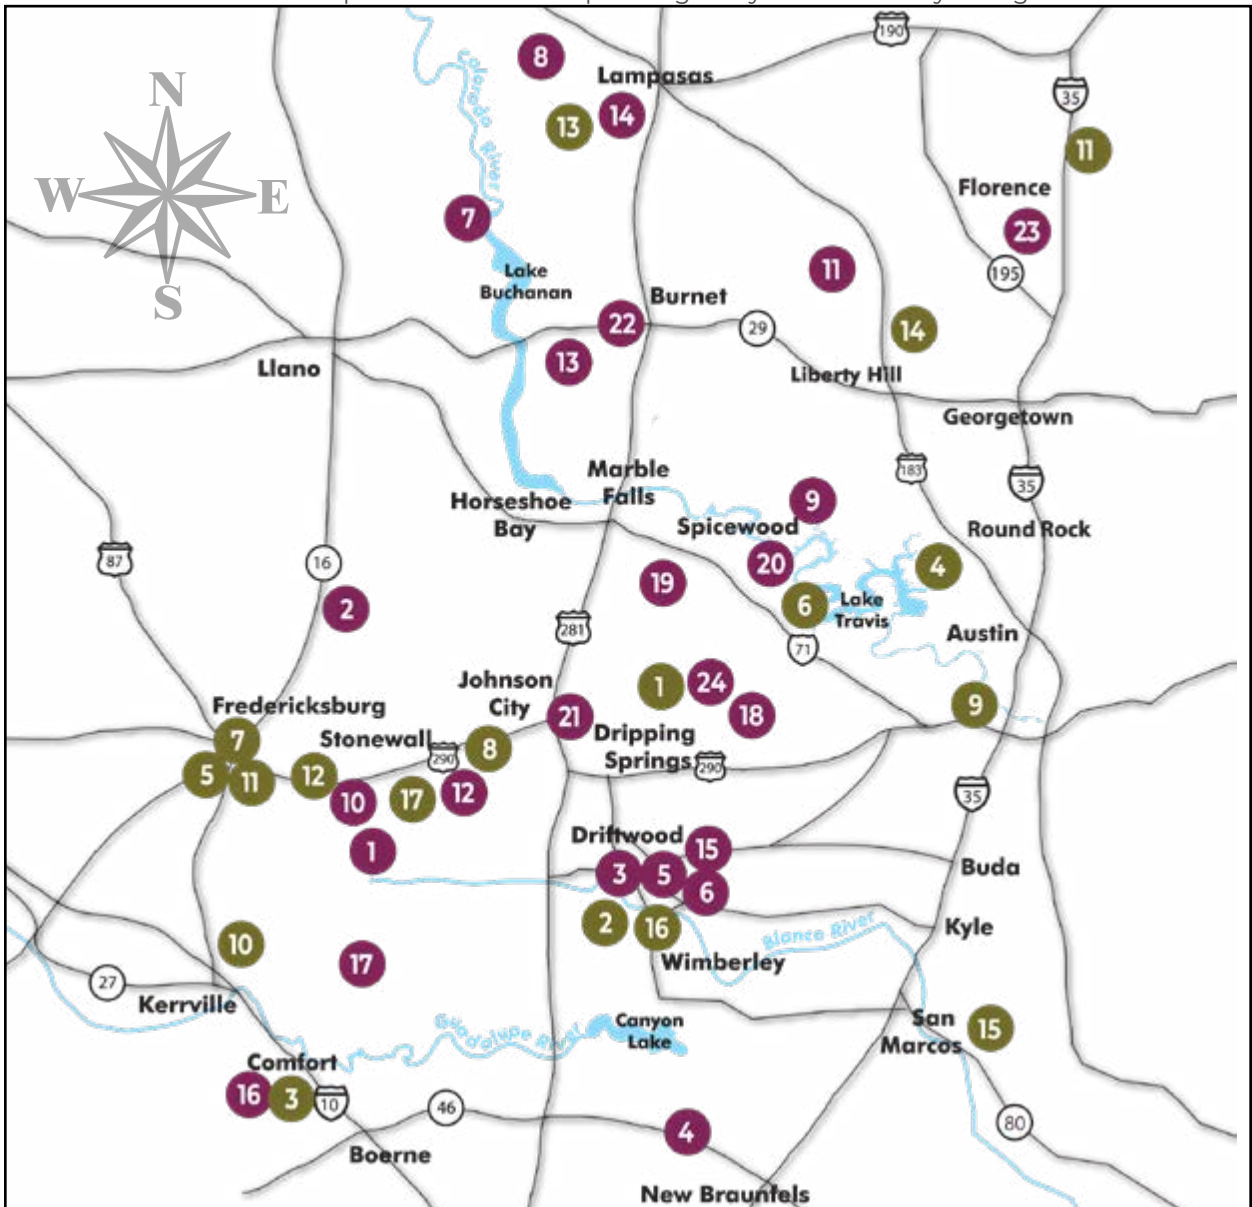 190
8
Lampasas
Colorado River
35
14
13
11
N
W
E
S
Florence
7
23
Lake
Buchanan
11
195
Burnet
22
29
14
13
Llano
Liberty Hill
Georgetown
Marble
Falls
183
35
Horseshoe
Bay
9
Spicewood
Round Rock
87
16
20
4
19
2
6
Lake
Travis
281
Austin
71
Johnson
City
1
24
9
Fredericksburg
21
18
7
Stonewall
290
8
Dripping
Springs
290
5
11
12
10
17
12
35
Driftwood
15
1
3
5
6
Buda
2
16
Blanco River
Kyle
10
17
Wimberley
27
Kerrville
Guadalupe River
Canyon
Lake
San
Marcos
15
Comfort
16
3
10
46
80
4
Boerne
New Braunfels